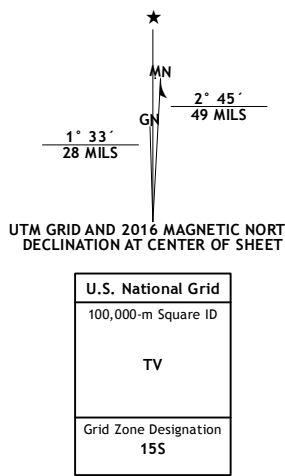 ★
MN
GN
2° 45´
49 MILS
1° 33´
28 MILS
UTM GRID AND 2016 MAGNETIC NORT
DECLINATION AT CENTER OF SHEET
U.S. National Grid
100,000-m Square ID
TV
Grid Zone Designation
15S